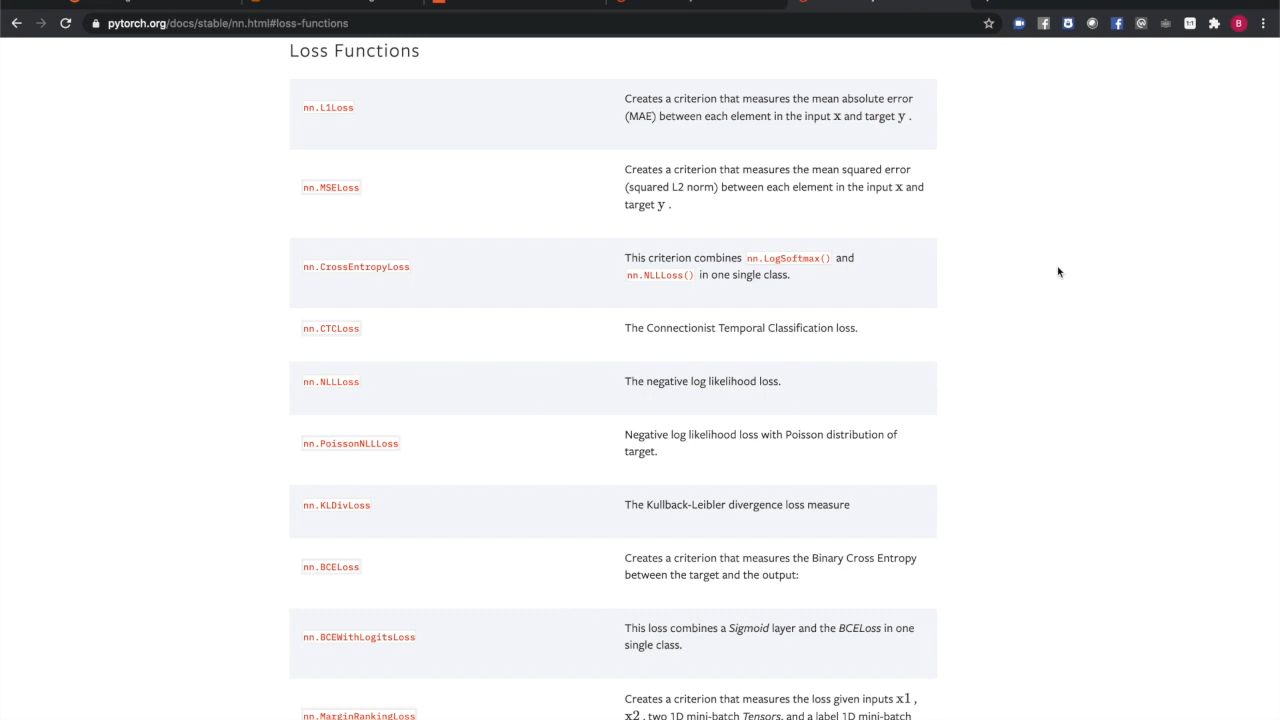 pytorch.org/docs/stable/nn.html#loss-functions
1:1
B
Loss Functions
nn.L1Loss
Creates a criterion that measures the mean absolute error
(MAE) between each element in the input x and target y .
nn.MSELoss
Creates a criterion that measures the mean squared error
(squared L2 norm) between each element in the input x and
target y .
nn.CrossEntropyLoss
This criterion combines nn.LogSoftmax() and
nn.NLLLoss() in one single class.
nn.CTCLoss
The Connectionist Temporal Classification loss.
nn.NLLLoss
The negative log likelihood loss.
nn.PoissonNLLLoss
Negative log likelihood loss with Poisson distribution of
target.
nn.KLDivLoss
The Kullback-Leibler divergence loss measure
nn.BCELoss
Creates a criterion that measures the Binary Cross Entropy
between the target and the output:
nn.BCEWithLogitsLoss
This loss combines a Sigmoid layer and the BCELoss in one
single class.
nn.MarginRankingLoss
Creates a criterion that measures the loss given inputs x1 ,
x2 , two 1D mini-batch Tensors, and a label 1D mini-batch